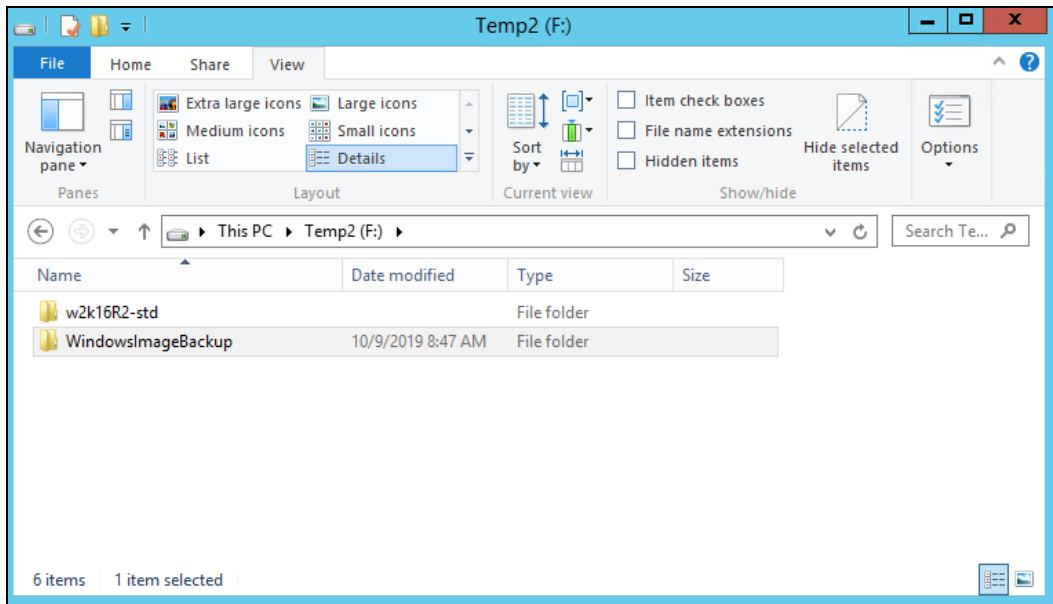 Temp2 (F:)
File Home Share View
Extra large icons Large icons
Medium icons Small icons
List Details
Navigation
pane
Sort
by
Item check boxes
File name extensions
Hidden items
Hide selected
items
Options
Panes Layout Current view Show/hide
This PC Temp2 (F:) Search Te...
Name Date modified Type Size
w2k16R2-std File folder
WindowsImageBackup 10/9/2019 8:47 AM File folder
6 items 1 item selected